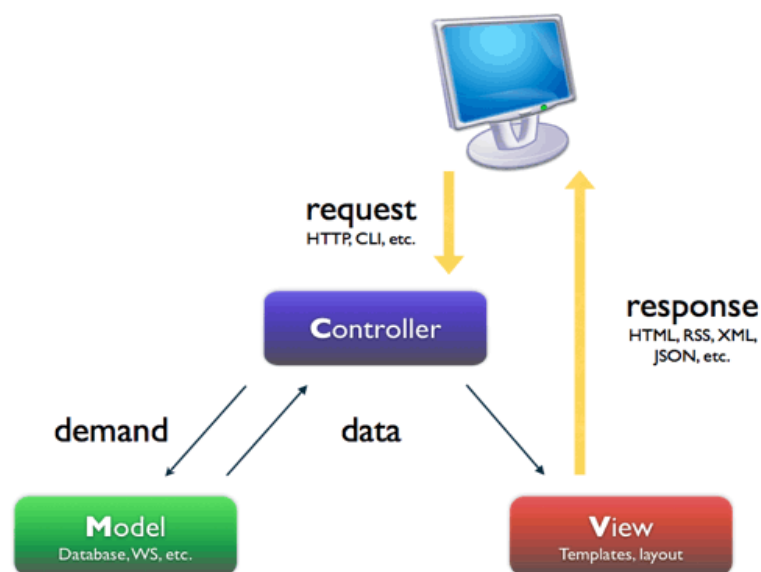 request
HTTP, CLI, etc.
Controller
response
HTML, RSS, XML,
JSON, etc.
demand
data
Model
Database, WS, etc.
View
Templates, layout